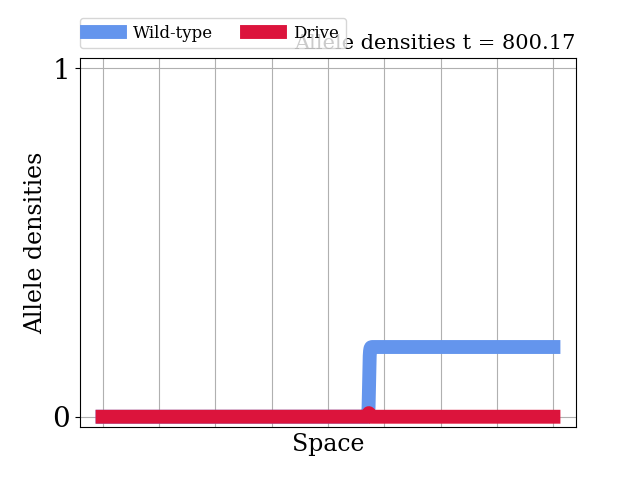 Wild-type Drive
Allele densities t = 800.17
1
Allele densities
0
Space